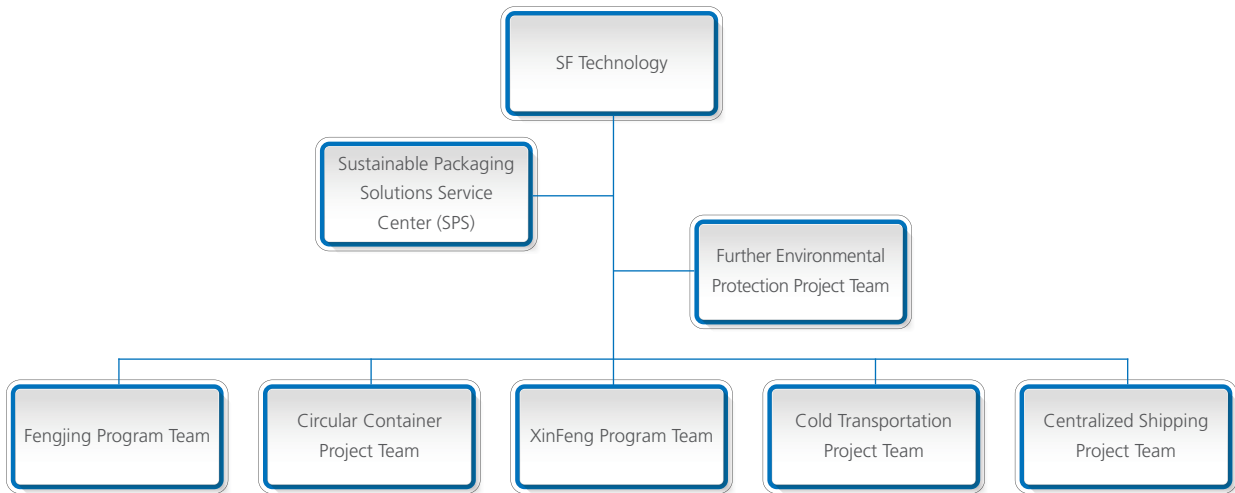 SF Technology
Sustainable Packaging
Solutions Service
Center (SPS)
Further Environmental
Protection Project Team
Fengjing Program Team
Circular Container
Project Team
XinFeng Program Team
Cold Transportation
Project Team
Centralized Shipping
Project Team